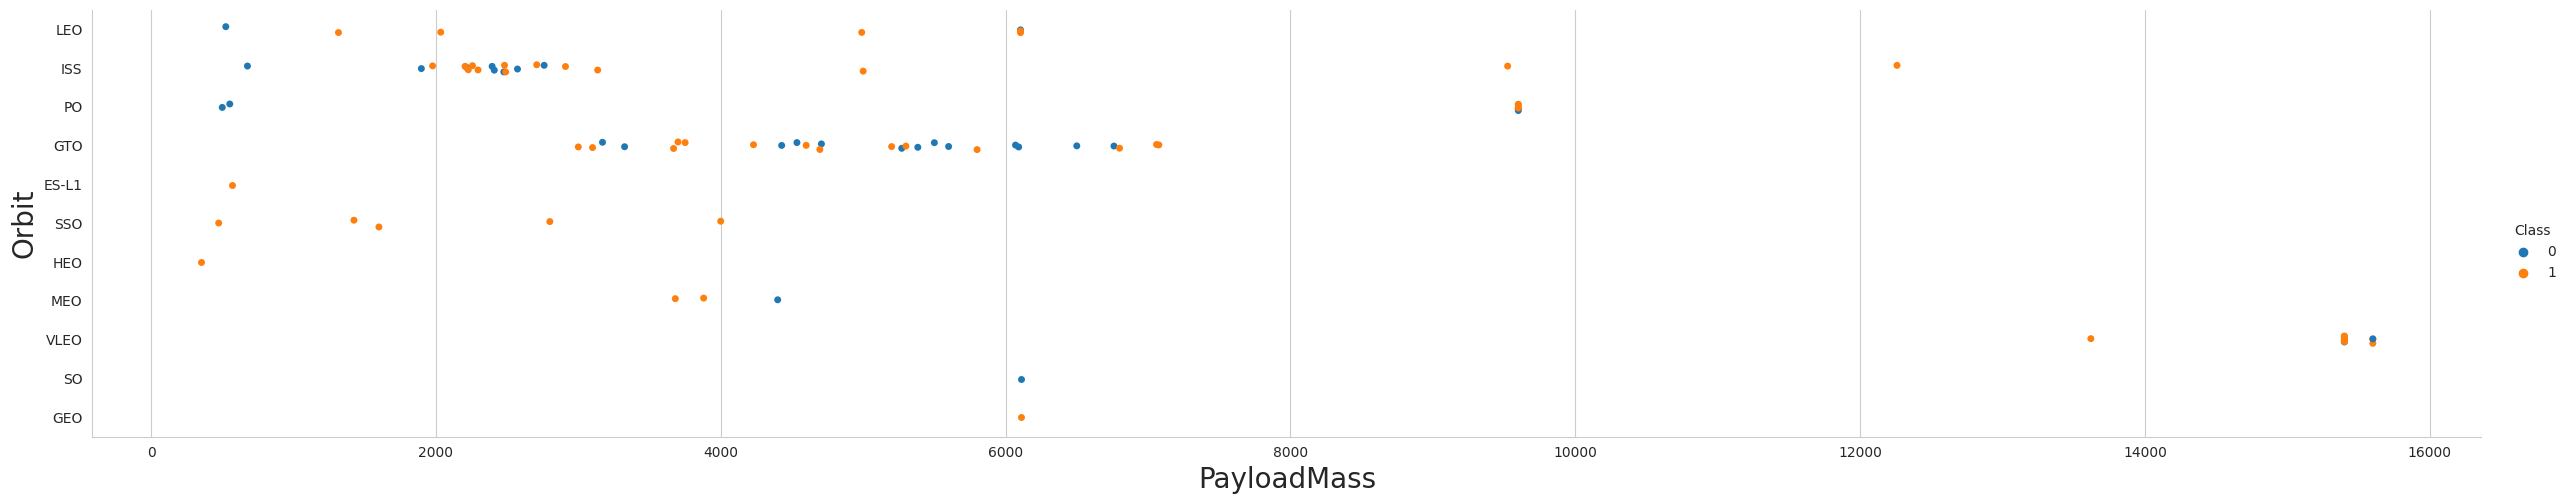 LEO
ISS
PO
GTO
ES-L1
SSO
HEO
MEO
VLEO
SO
GEO
Orbit
0 2000 4000 6000 8000 10000 12000 14000 16000
PayloadMass
Class
0
1